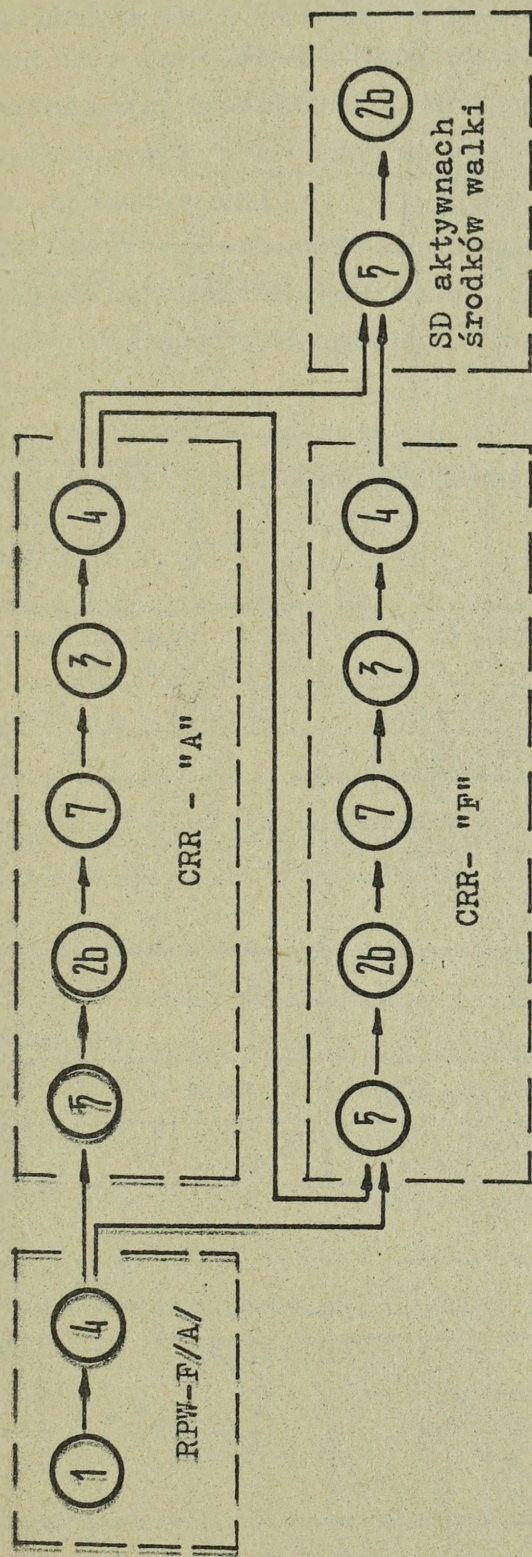 1
4
RPW-F/A/
5
2b
7
3
4
CRR - "A"
5
2b
7
3
4
CRR- "F"
5
2b
SD aktywnach
środków walki